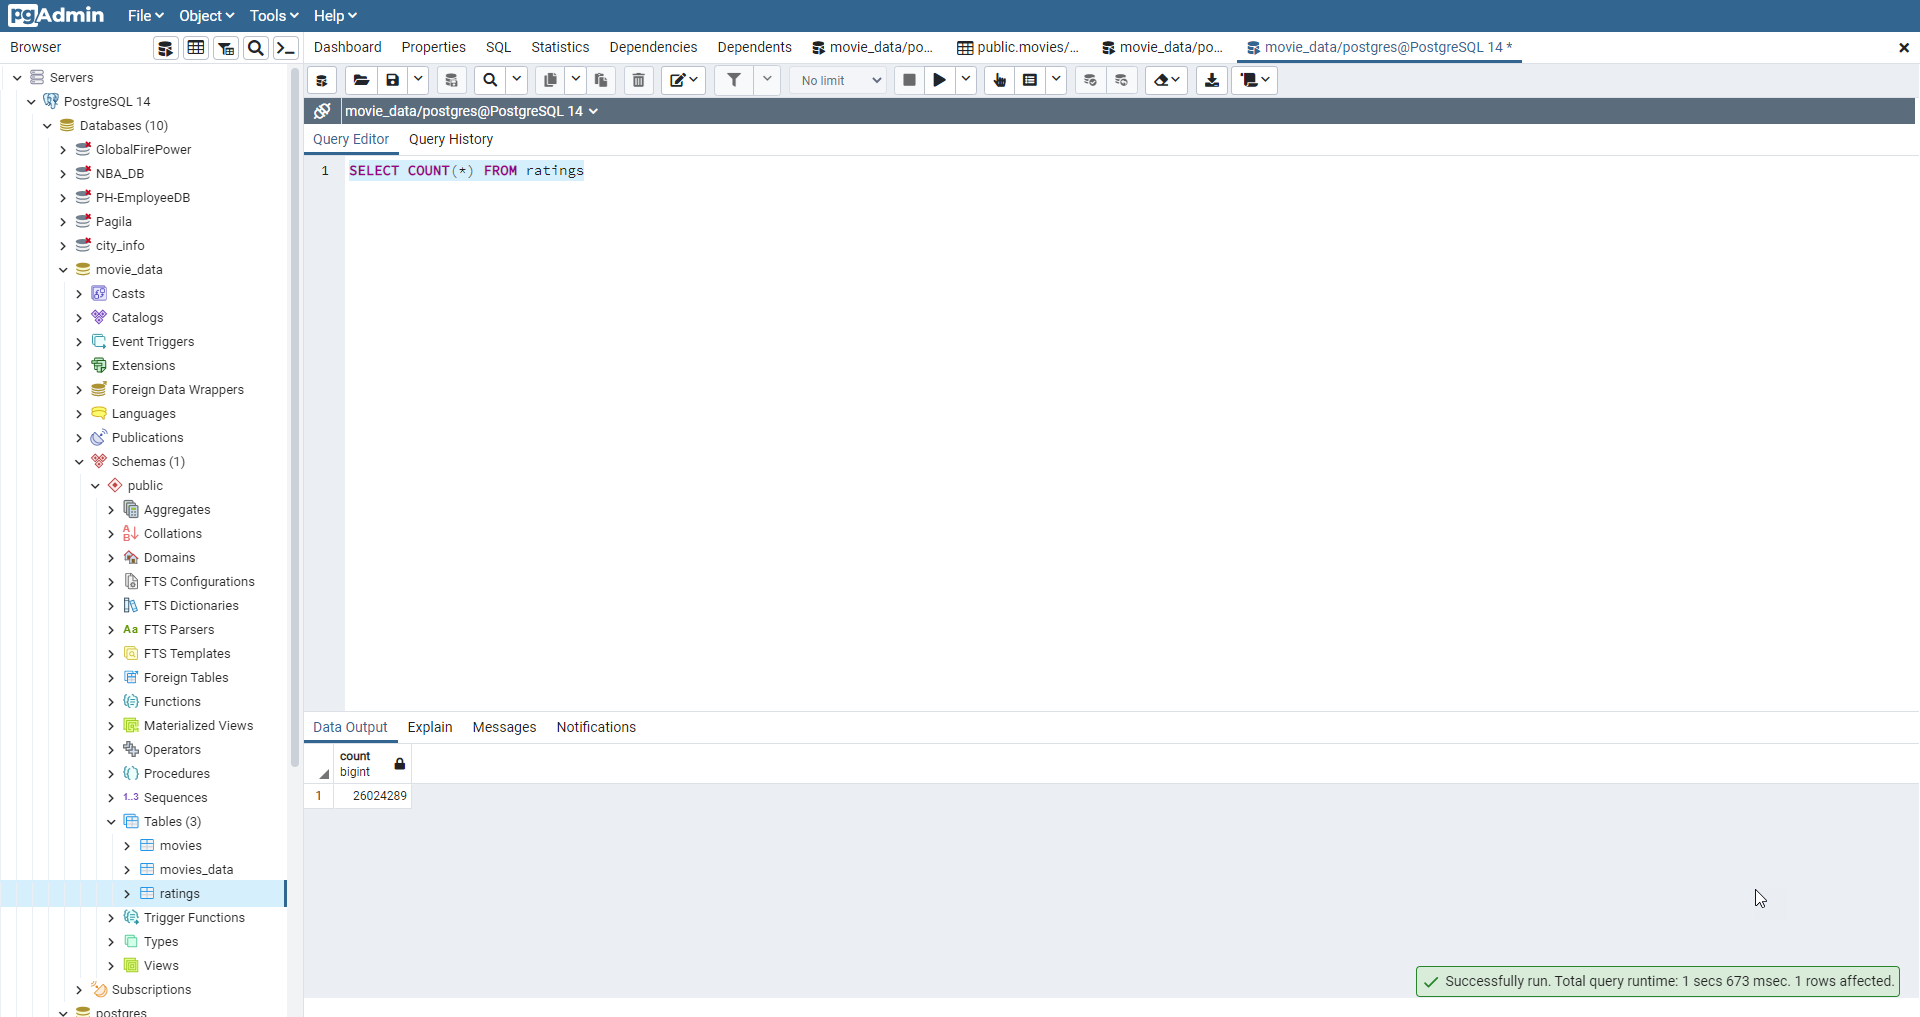 pgAdmin File Object Tools Help
Browser
Dashboard Properties SQL Statistics Dependencies Dependents movie_data/po... public.movies/... movie_data/po... movie_data/postgres@PostgreSQL 14 *
No limit
movie_data/postgres@PostgreSQL 14
Query Editor Query History
1 SELECT COUNT(*) FROM ratings
Servers
PostgreSQL 14
Databases (10)
GlobalFirePower
NBA_DB
PH-EmployeeDB
Pagila
city_info
movie_data
Casts
Catalogs
Event Triggers
Extensions
Foreign Data Wrappers
Languages
Publications
Schemas (1)
public
Aggregates
Collations
Domains
FTS Configurations
FTS Dictionaries
Aa FTS Parsers
FTS Templates
Foreign Tables
Functions
Materialized Views
Operators
Procedures
1..3 Sequences
Tables (3)
movies
movies_data
ratings
Trigger Functions
Types
Views
Subscriptions
postgres
Data Output Explain Messages Notifications
count
bigint
1 26024289
Successfully run. Total query runtime: 1 secs 673 msec. 1 rows affected.